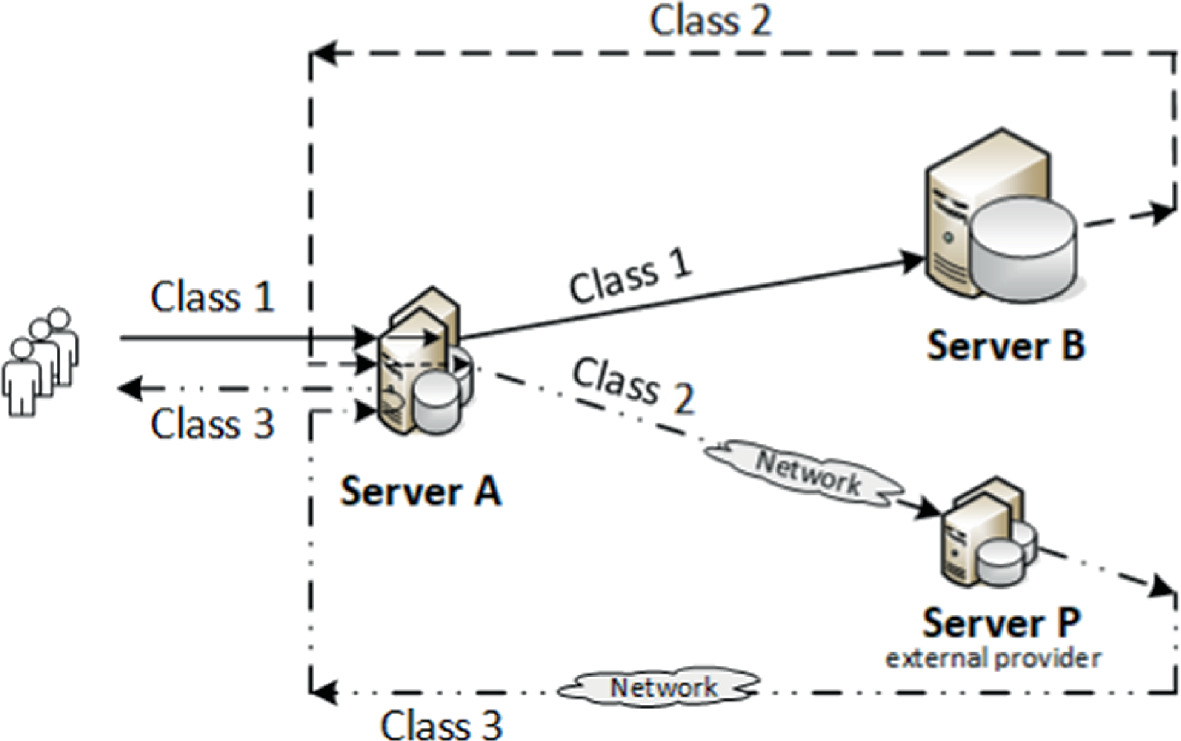 Class 2
Class 1
Class 1
Server B
Class 2
Class 3
Network
Server A
Server P
external provider
Network
Class 3